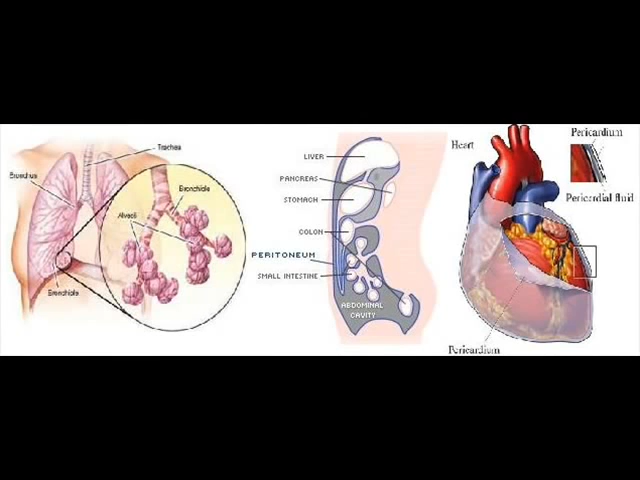 Trachea
Bronchus
Bronchiole
Alveoli
Bronchiole
LIVER
PANCREAS
STOMACH
COLON
PERITONEUM
SMALL INTESTINE
ABDOMINAL
CAVITY
Heart
Pericardium
Pericardial fluid
Pericardium